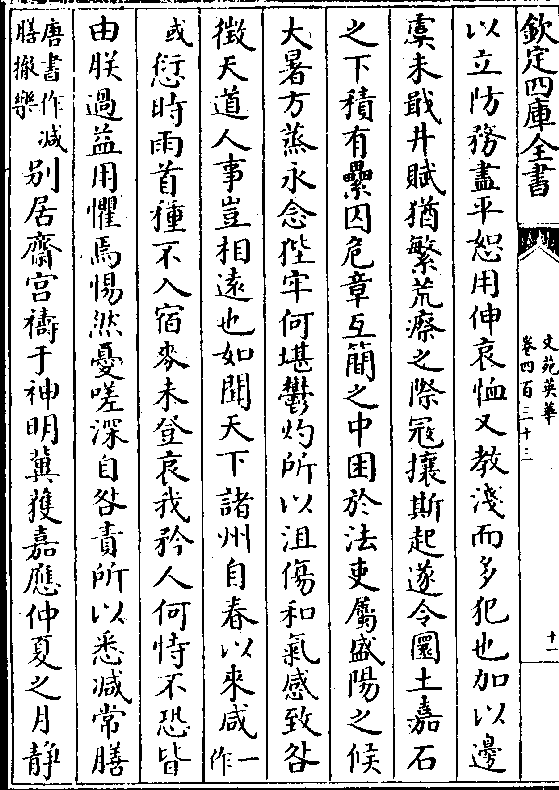 欽定四庫全書
文苑英華
卷四百三十三
十一
以立防務盡平恕用伸哀恤又教淺而多犯也加以邊
虞未戢井賦猶繁荒瘵之際冦攘斯起遂令圜土嘉石
之下積有纍囚危章互簡之中困於法吏屬盛陽之候
大暑方蒸永念狴牢何堪鬱灼所以沮傷和氣感致咎
徵天道人事豈相遠也如聞天下諸州自春以來咸一作
或愆時雨首種不入宿麥未登哀我矜人何恃不恐皆
由朕過益用懼焉惕然憂嗟深自咎責所以悉減常膳
唐書作減膳撤樂别居齋宫禱于神明冀獲嘉應仲夏之月靜